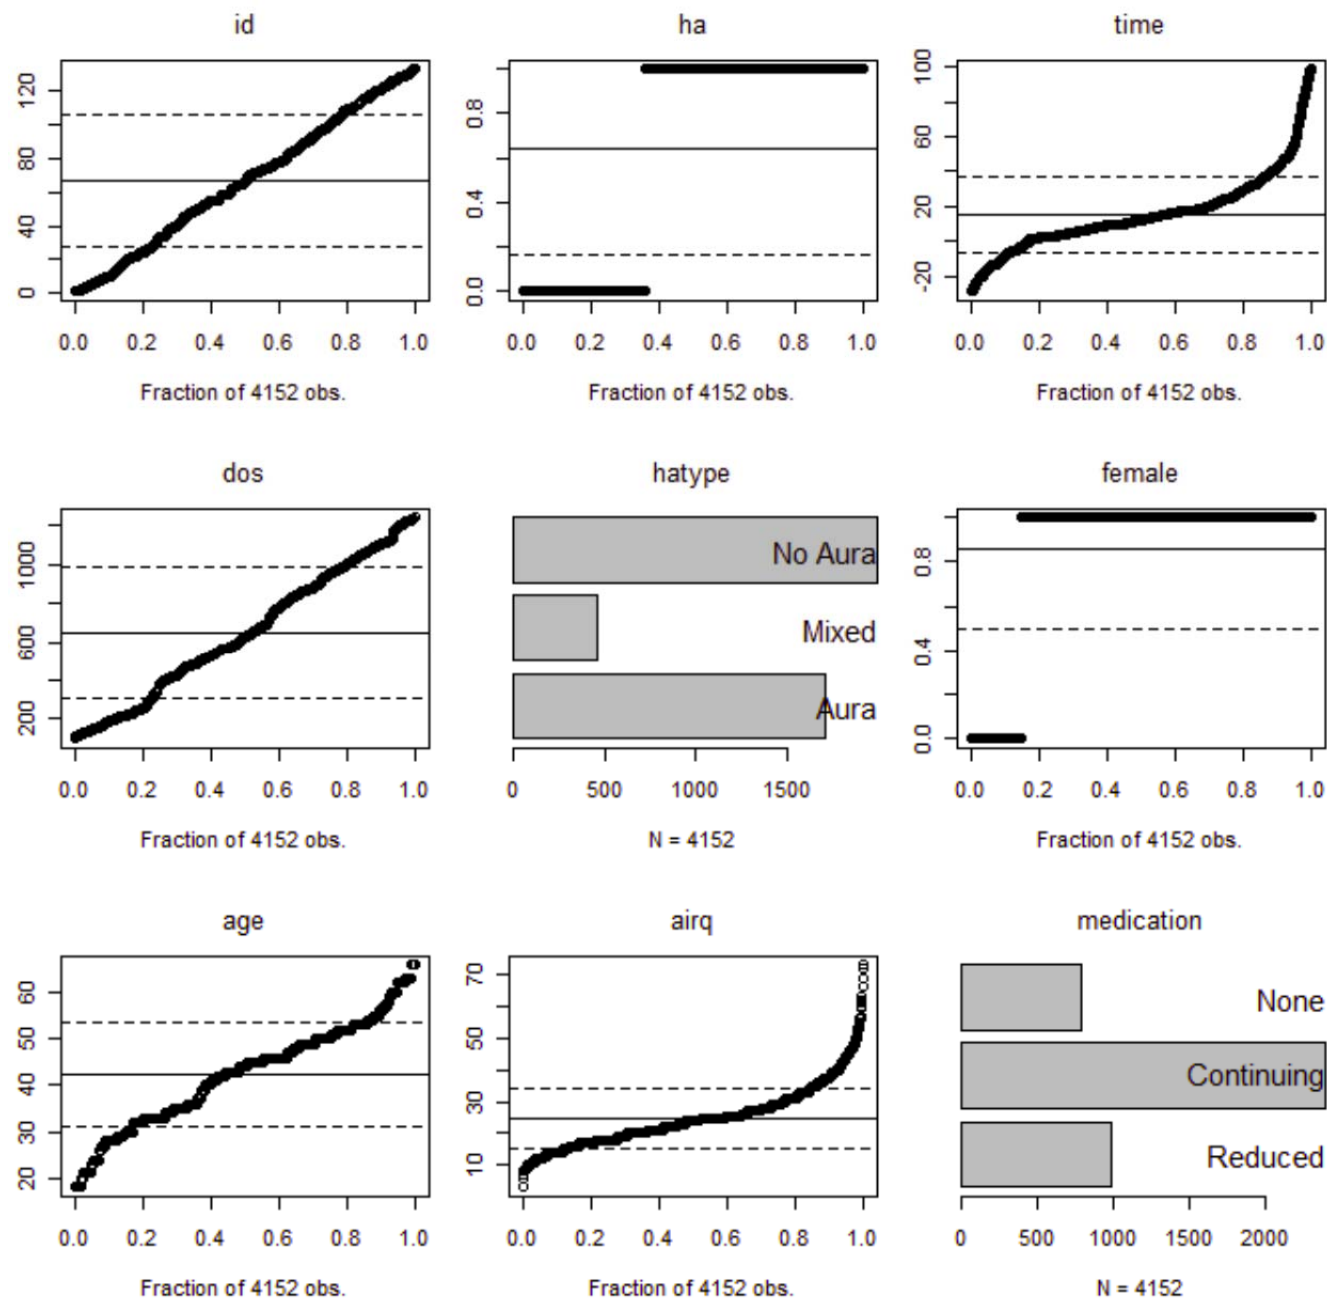 id
ha
time
0
40
80
120
0.0
0.4
0.8
-20
20
60
100
0.0 0.2 0.4 0.6 0.8 1.0
0.0 0.2 0.4 0.6 0.8 1.0
0.0 0.2 0.4 0.6 0.8 1.0
Fraction of 4152 obs.
Fraction of 4152 obs.
Fraction of 4152 obs.
dos
hatype
female
200
600
1000
No Aura
Mixed
Aura
0.0
0.4
0.8
0.0 0.2 0.4 0.6 0.8 1.0
0 500 1000 1500
0.0 0.2 0.4 0.6 0.8 1.0
Fraction of 4152 obs.
N = 4152
Fraction of 4152 obs.
age
airq
medication
20
30
40
50
60
10
30
50
70
None
Continuing
Reduced
0.0 0.2 0.4 0.6 0.8 1.0
0.0 0.2 0.4 0.6 0.8 1.0
0 500 1000 1500 2000
Fraction of 4152 obs.
Fraction of 4152 obs.
N = 4152